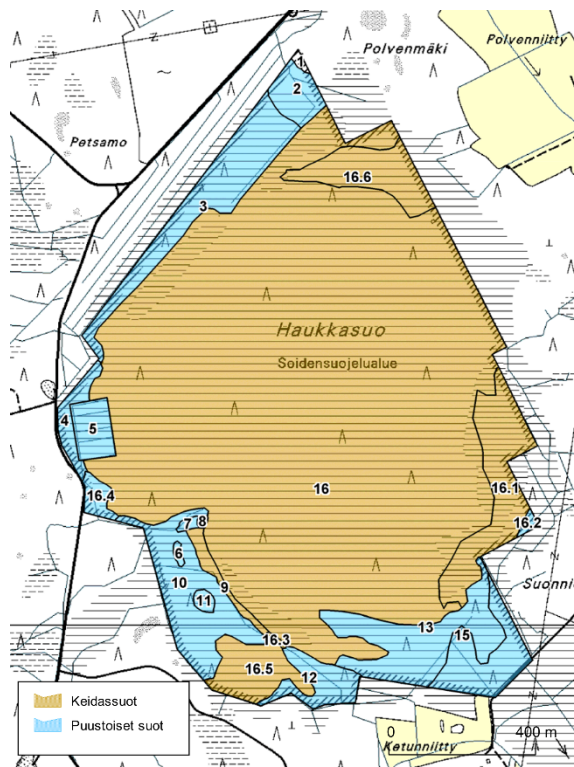 Polvenmäki
Polvenniitty
Petsamo
1
2
16.6
3
Haukkasuo
Soidensuojelualue
4
5
16.4
16
16.1
16.2
7
8
6
10
9
11
Suonni
13
15
16.3
16.5
12
Keidassuot
Puustoiset suot
0
400 m
Ketunniitty